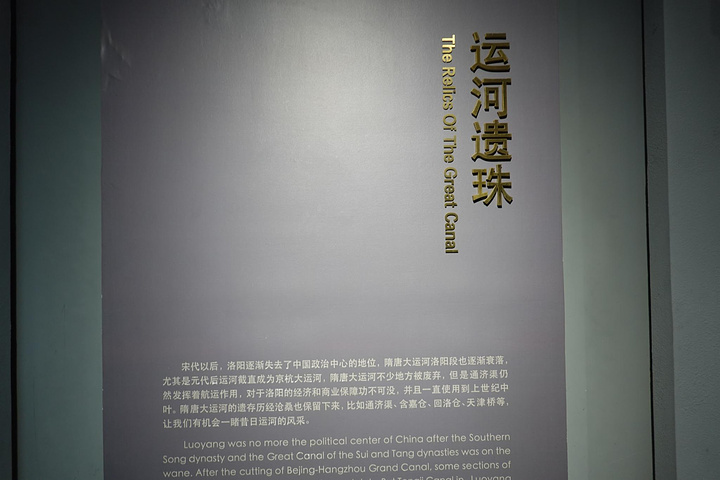 运河遗珠
The Relics Of The Great Canal
宋代以后，洛阳逐渐失去了中国政治中心的地位，隋唐大运河洛阳段也逐渐衰落，
尤其是元代后运河截直成为京杭大运河，隋唐大运河不少地方被废弃，但是通济渠仍
然发挥着航运作用，对于洛阳的经济和商业保障功不可没，并且一直使用到上世纪中
叶。隋唐大运河的遗存历经沧桑也保留下来，比如通济渠、含嘉仓、回洛仓、天津桥等，
让我们有机会一睹昔日运河的风采。
Luoyang was no more the political center of China after the Southern
Song dynasty and the Great Canal of the Sui and Tang dynasties was on the
wane. After the cutting of Bejing-Hangzhou Grand Canal, some sections of
Canal in Luoyang